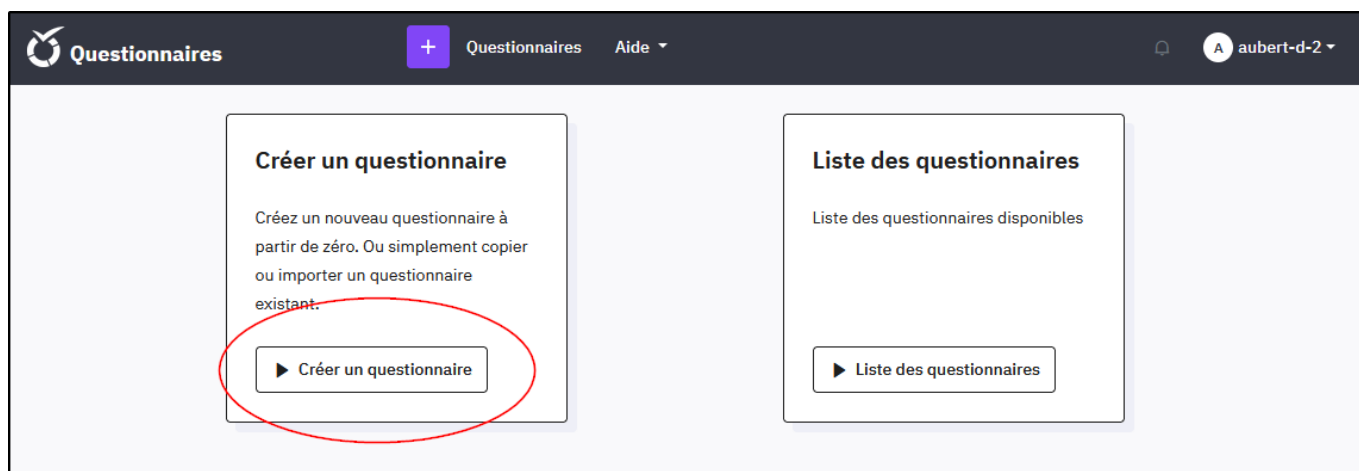 Questionnaires
+ Questionnaires Aide
A aubert-d-2
Créer un questionnaire
Créez un nouveau questionnaire à
partir de zéro. Ou simplement copier
ou importer un questionnaire
existant.
Créer un questionnaire
Liste des questionnaires
Liste des questionnaires disponibles
Liste des questionnaires